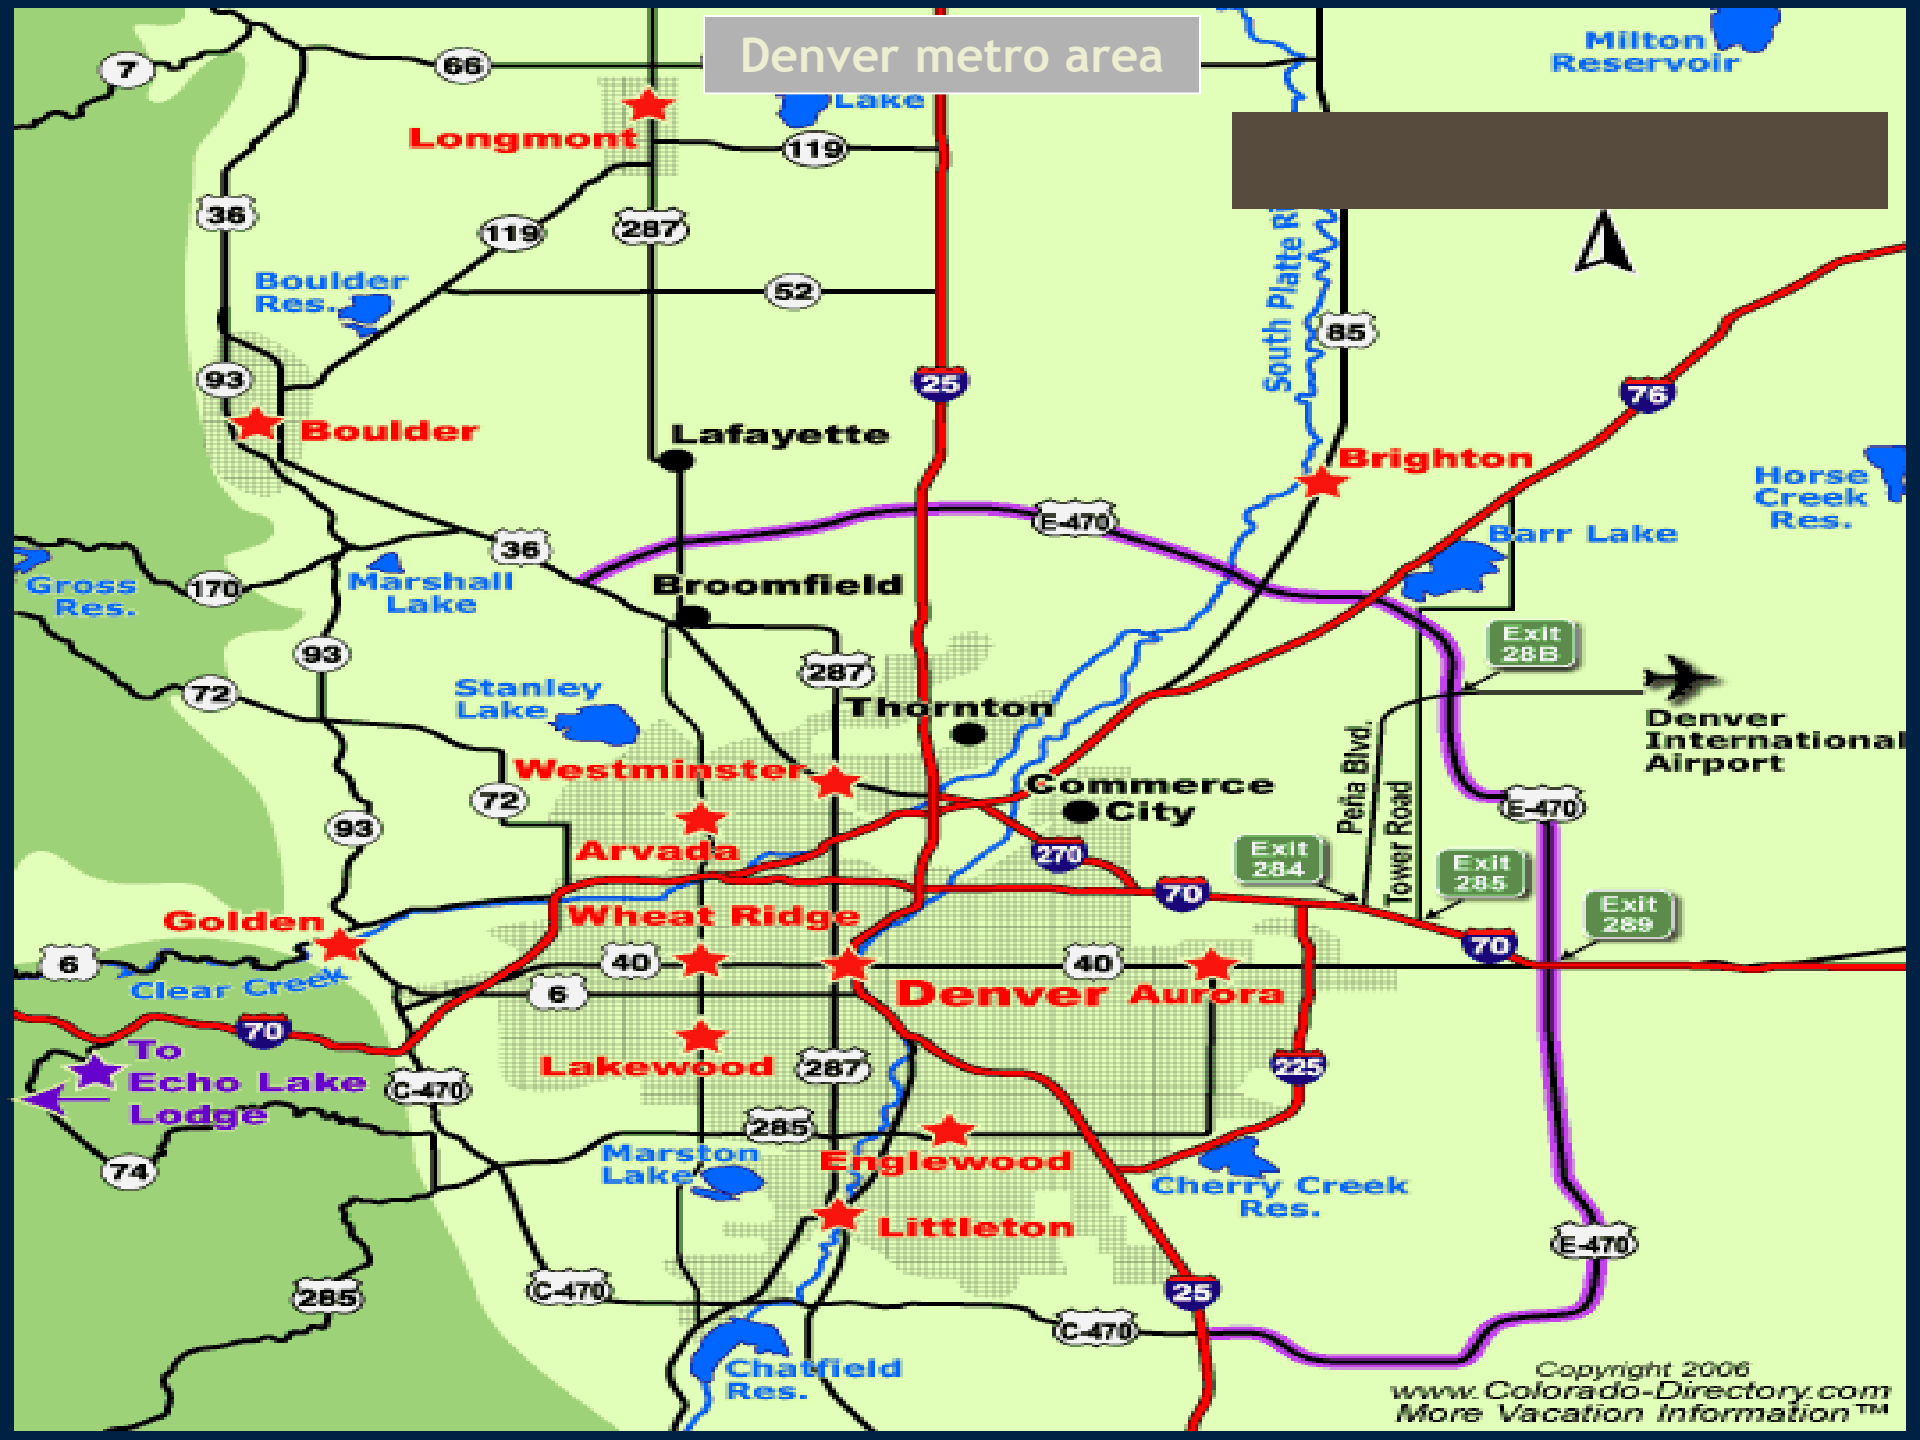 Denver metro area
Milton
Reservoir
7
66
Lake
Longmont
119
36
119
287
South Platte
Boulder
Res.
52
85
93
25
76
Boulder
Lafayette
Brighton
Horse
Creek
Res.
E-470
Barr Lake
36
Gross
Res.
170
Marshall
Lake
Broomfield
Exit
28B
93
72
287
Stanley
Lake
Thornton
Denver
International
Airport
Westminster
Commerce
City
Peña Blvd.
Tower Road
72
E-470
93
Arvada
270
Exit
284
Exit
285
70
Golden
Wheat Ridge
Exit
289
6
40
40
70
Clear Creek
6
Denver
Aurora
70
To
Echo Lake
Lodge
Lakewood
287
225
C-470
285
74
Marston
Lake
Englewood
Cherry Creek
Res.
Littleton
E-470
285
C-470
25
C-470
Chatfield
Res.
Copyright 2006
www.Colorado-Directory.com
More Vacation Information™